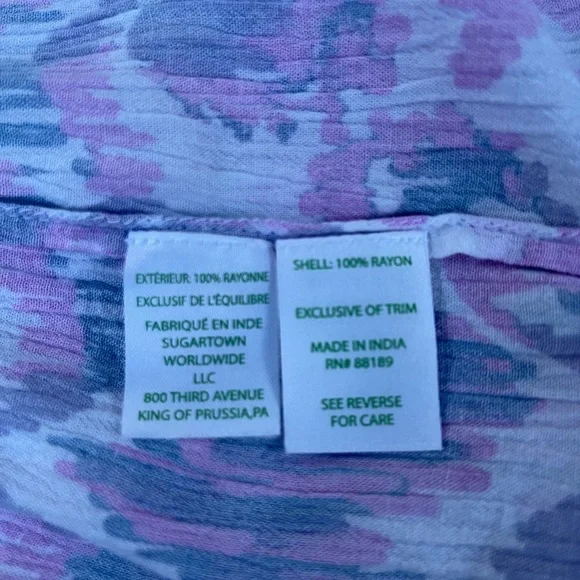 EXTÉRIEUR: 100% RAYONNE
EXCLUSIF DE L'ÉQUILIBRE
FABRIQUÉ EN INDE
SUGARTOWN
WORLDWIDE
LLC
800 THIRD AVENUE
KING OF PRUSSIA,PA
SHELL: 100% RAYON
EXCLUSIVE OF TRIM
MADE IN INDIA
RN# 88189
SEE REVERSE
FOR CARE